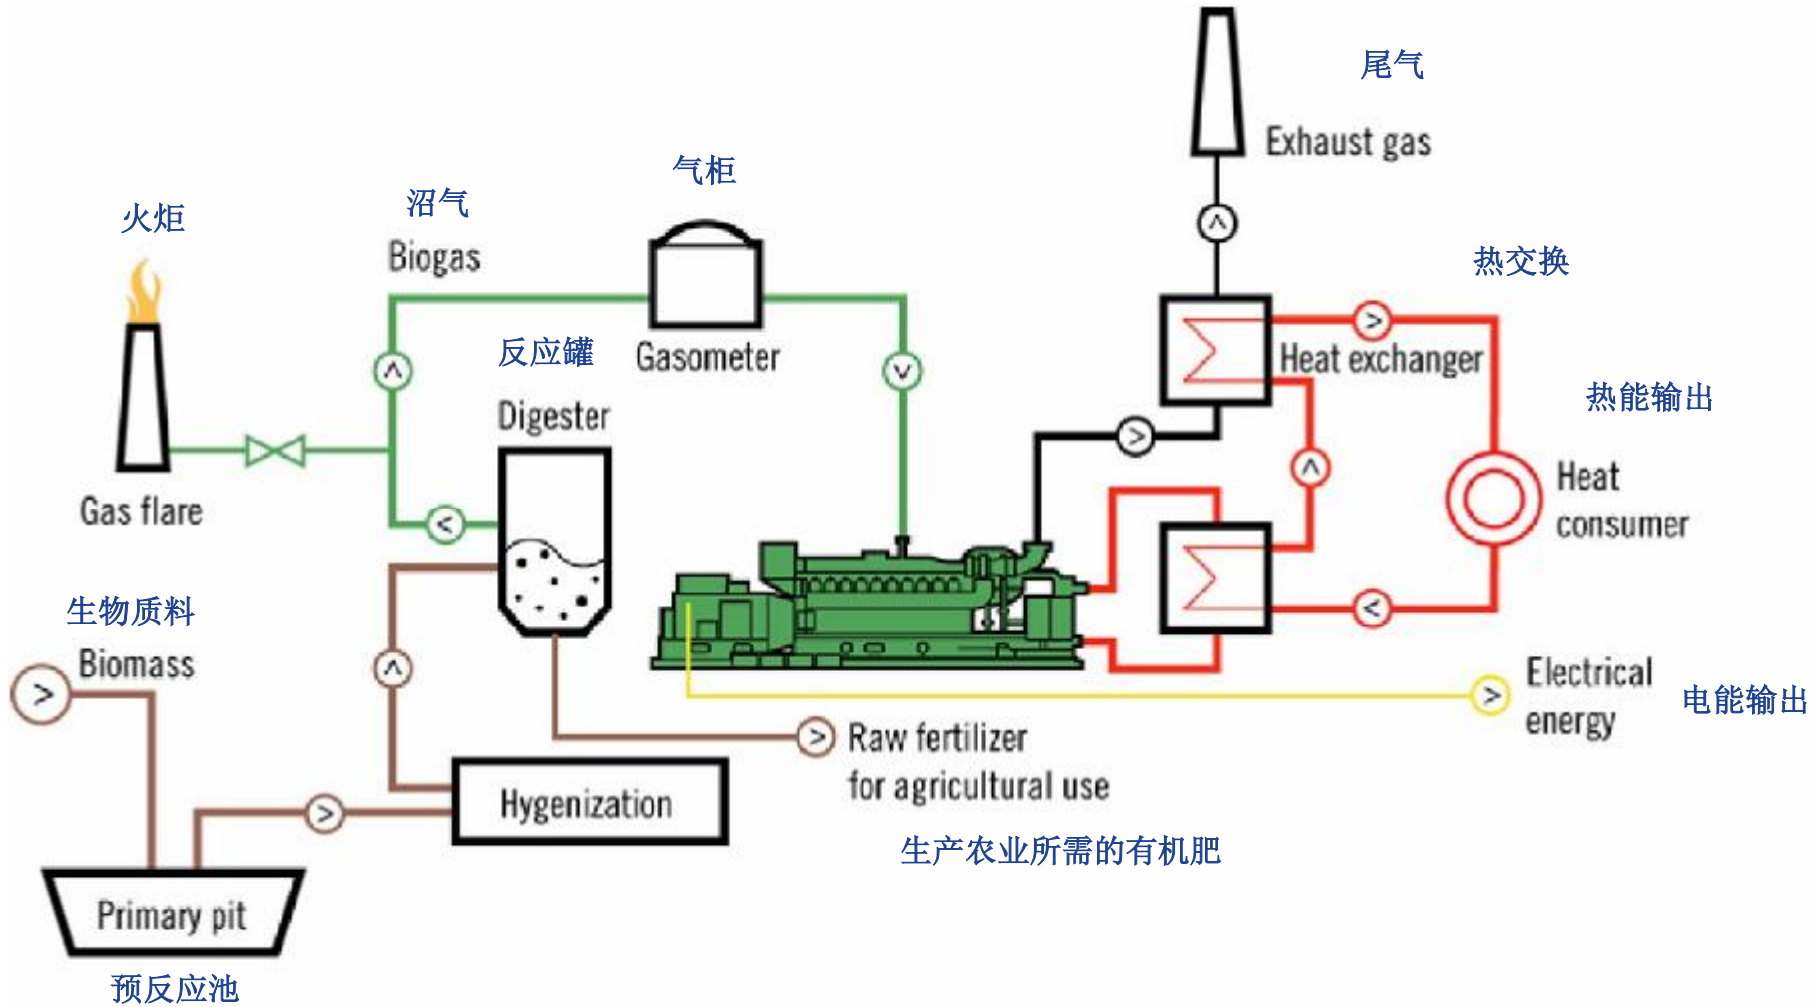 尾气
Exhaust gas
气柜
沼气
火炬
Biogas
热交换
反应罐
Gasometer
Heat exchanger
热能输出
Digester
Gas flare
Heat
consumer
生物质料
Biomass
Electrical
energy
电能输出
Raw fertilizer
for agricultural use
Hygenization
生产农业所需的有机肥
Primary pit
预反应池